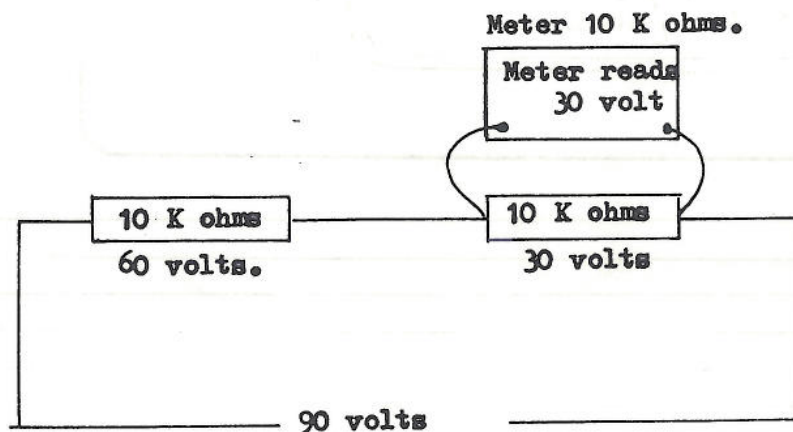 Meter 10 K ohms.
Meter reads
30 volt
10 K ohms
10 K ohms
60 volts.
30 volts
90 volts